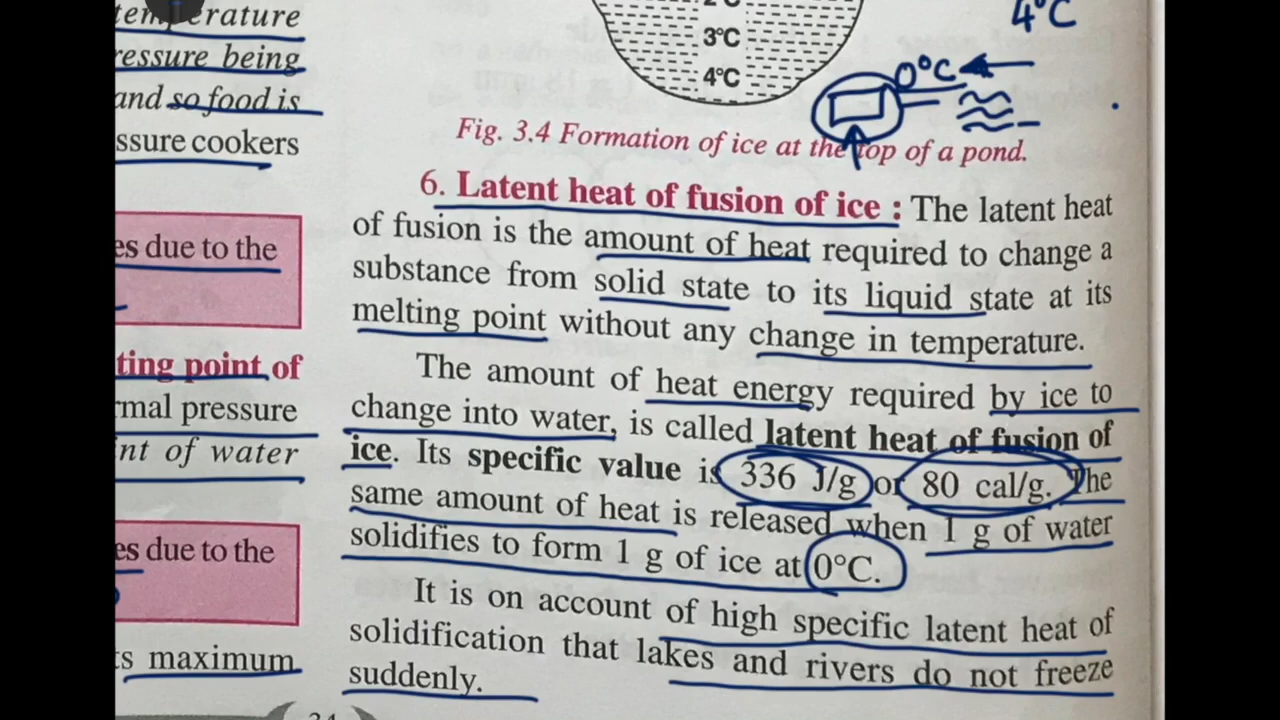 temperature
ressure being
and so food is
ssure cookers
es due to the
ting point of
rmal pressure
nt of water
es due to the
ts maximum
3°C
4°C
4°C
0°C
Fig. 3.4 Formation of ice at the top of a pond.
6. Latent heat of fusion of ice : The latent heat
of fusion is the amount of heat required to change a
substance from solid state to its liquid state at its
melting point without any change in temperature.
The amount of heat energy required by ice to
change into water, is called latent heat of fusion of
ice. Its specific value is 336 J/g or 80 cal/g. The
same amount of heat is released when 1 g of water
solidifies to form 1 g of ice at 0°C.
It is on account of high specific latent heat of
solidification that lakes and rivers do not freeze
suddenly.